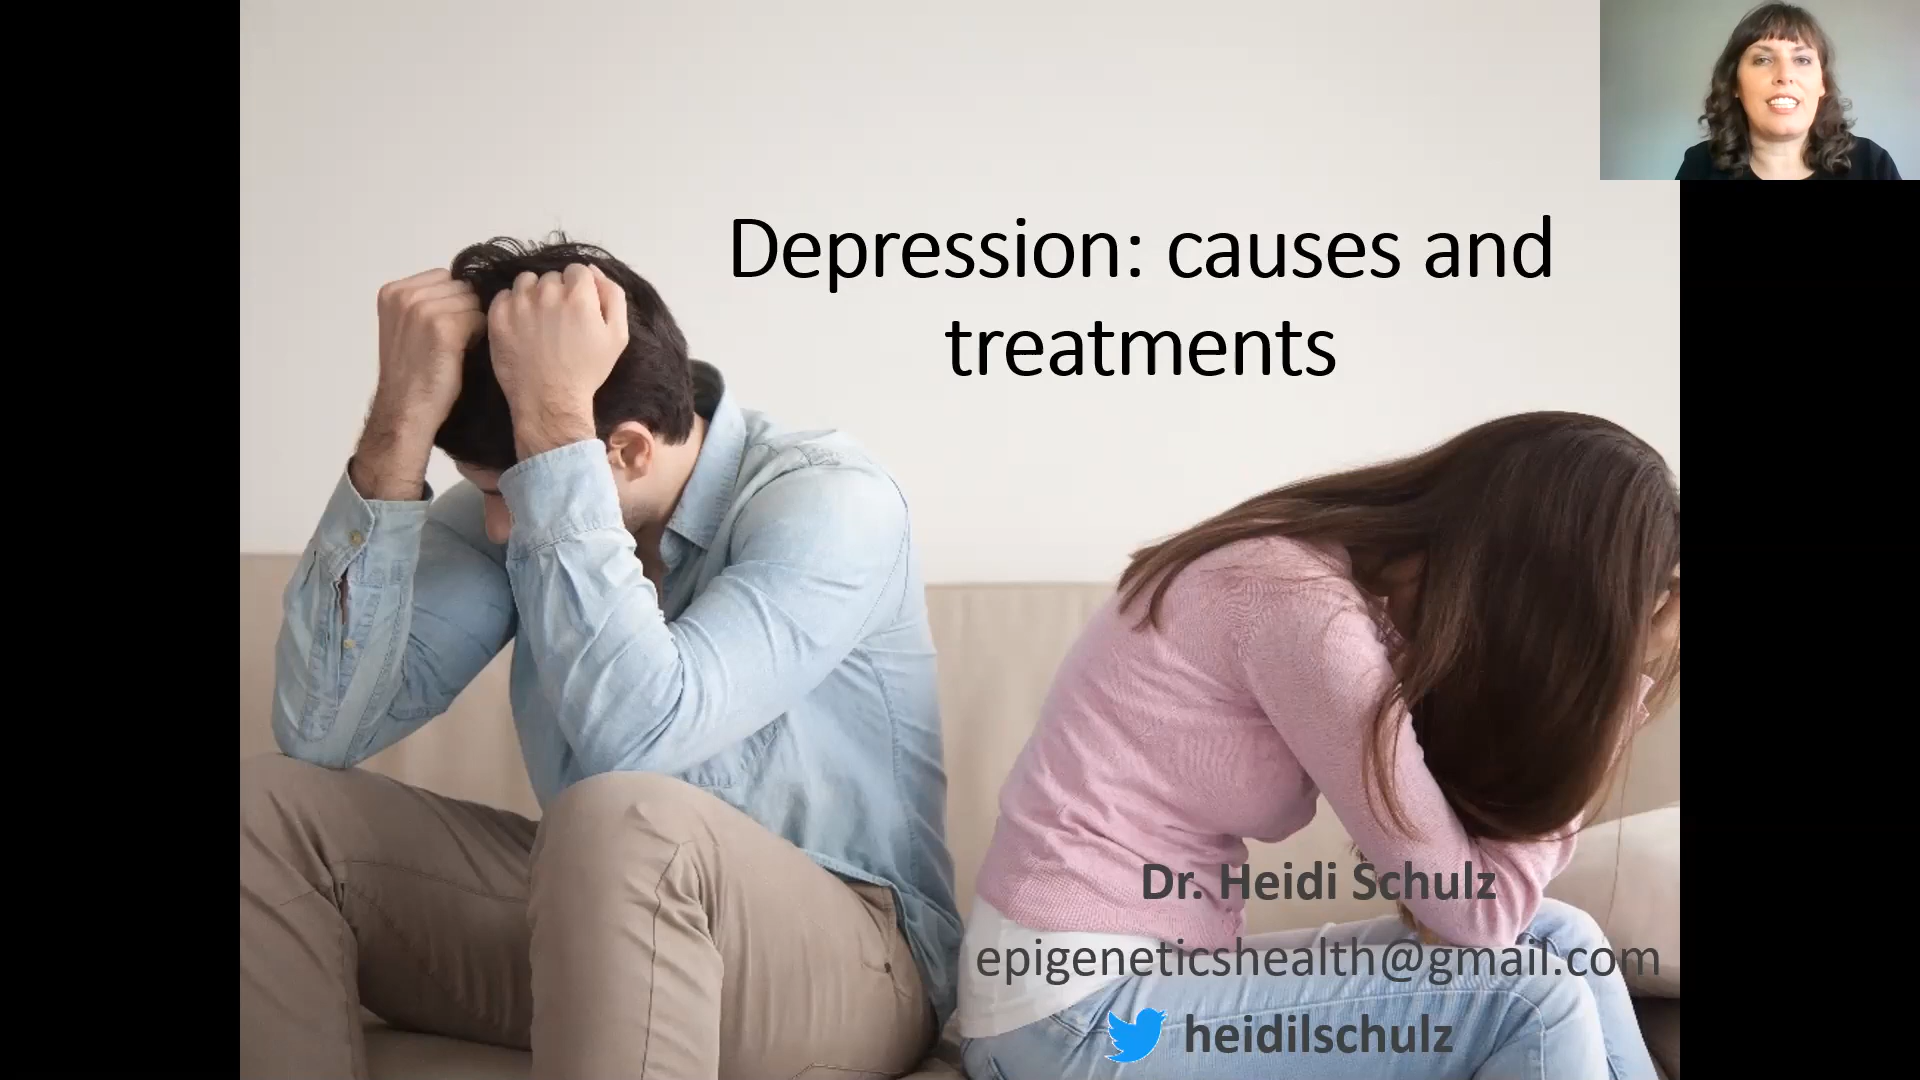 Depression: causes and
treatments
Dr. Heidi Schulz
epigeneticshealth@gmail.com
heidilschulz